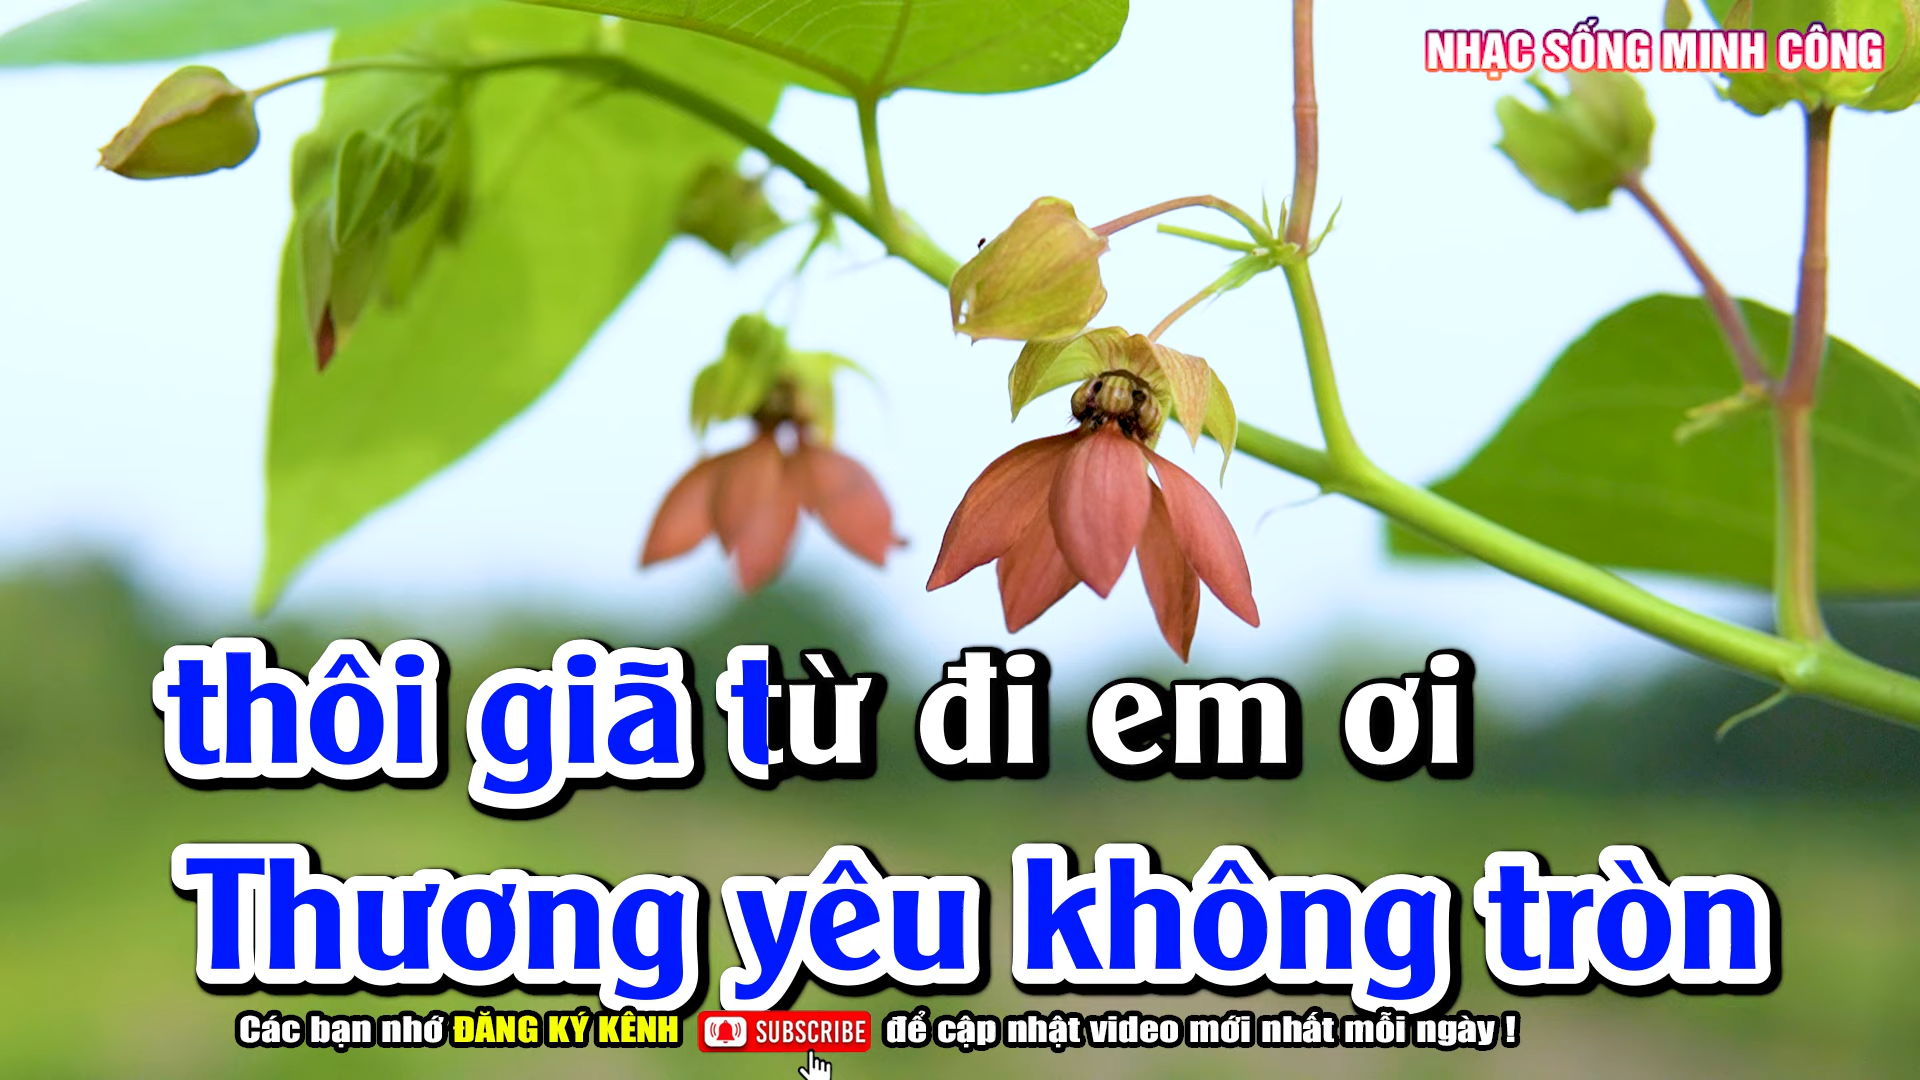 NHẠC SỐNG MINH CÔNG
thôi giã từ đi em ơi
Thương yêu không tròn
Các bạn nhớ ĐĂNG KÝ KÊNH SUBSCRIBE để cập nhật video mới nhất mỗi ngày !